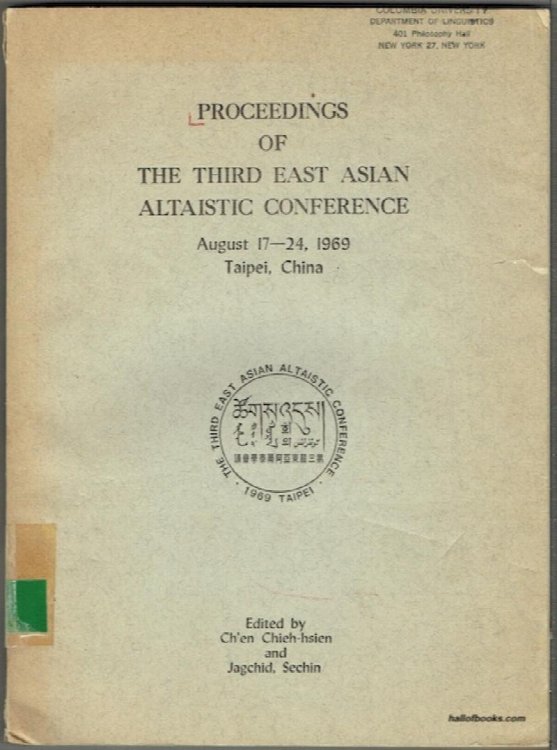 COLUMBIA UNIVERSITY
DEPARTMENT OF LINGUISTICS
401 Philosophy Hall
NEW YORK 27, NEW YORK
PROCEEDINGS
OF
THE THIRD EAST ASIAN
ALTAISTIC CONFERENCE
August 17—24, 1969
Taipei, China
THE THIRD EAST ASIAN ALTAISTIC CONFERENCE
ཚོགས་འདུས།
· 1969 TAIPEI ·
Edited by
Ch'en Chieh-hsien
and
Jagchid, Sechin
hallofbooks.com